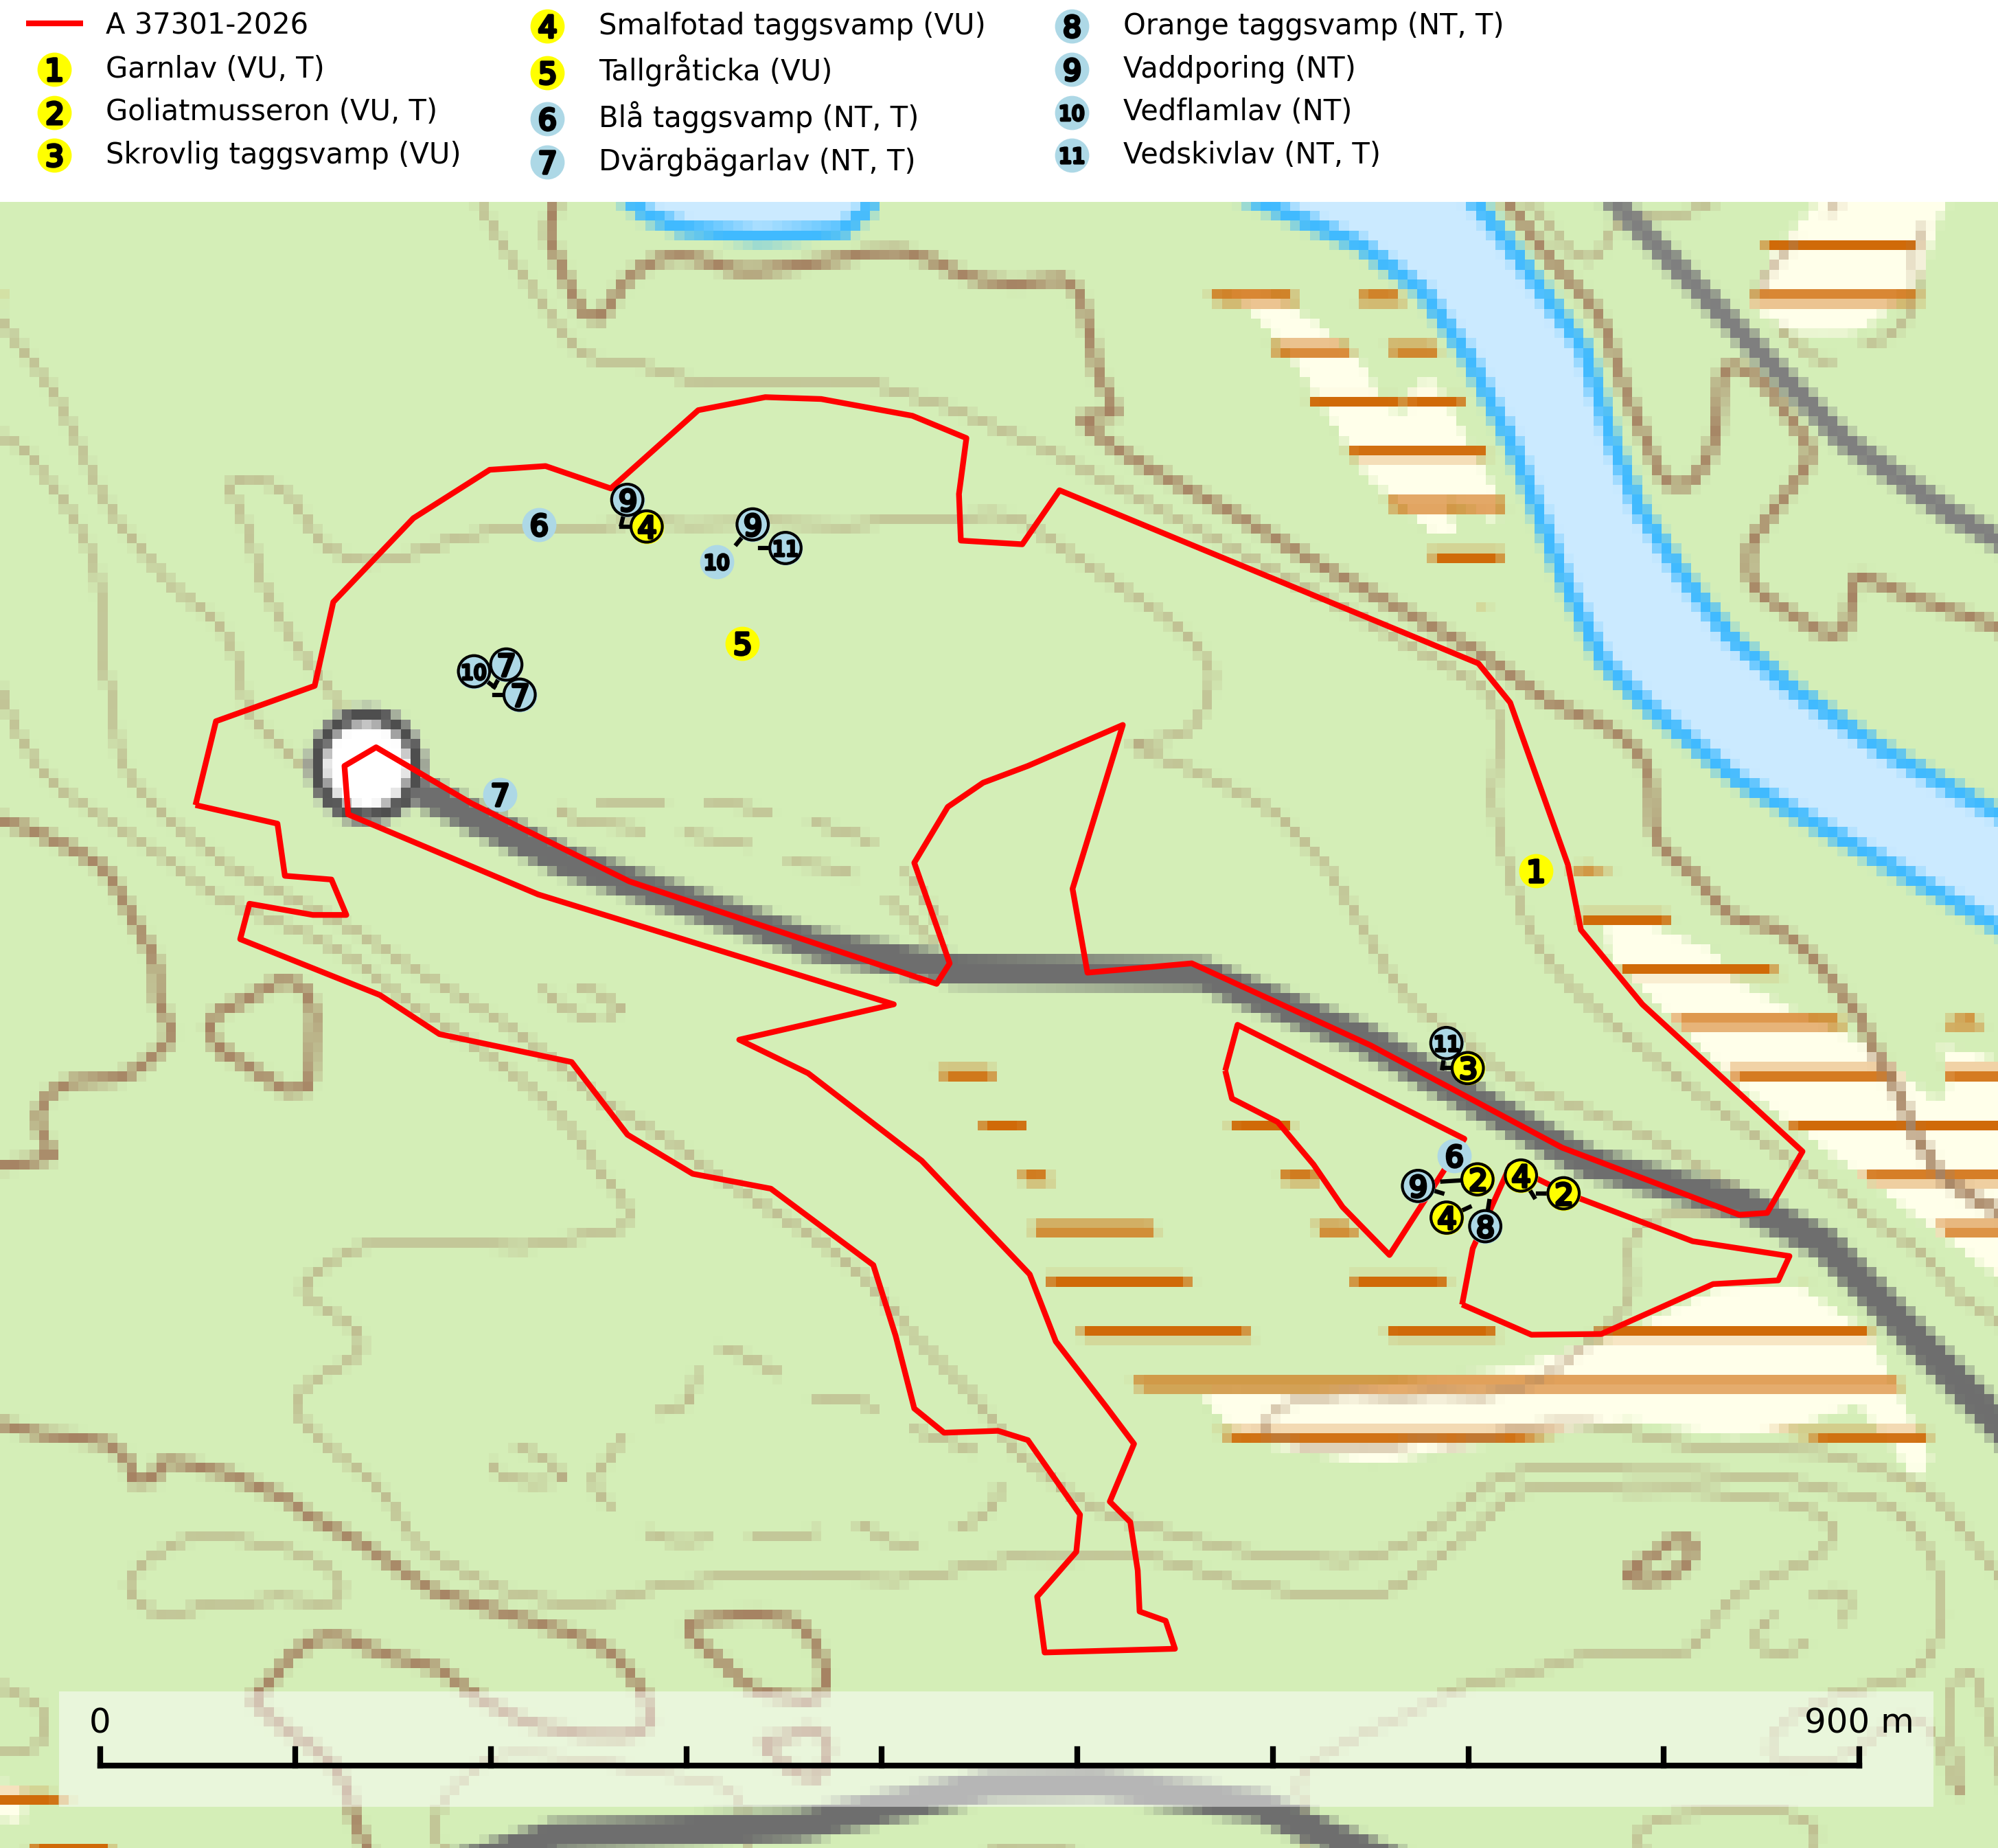 A 37301-2026
1 Garnlav (VU, T)
2 Goliatmusseron (VU, T)
3 Skrovlig taggsvamp (VU)
4 Smalfotad taggsvamp (VU)
5 Tallgråticka (VU)
6 Blå taggsvamp (NT, T)
7 Dvärgbägarlav (NT, T)
8 Orange taggsvamp (NT, T)
9 Vaddporing (NT)
10 Vedflamlav (NT)
11 Vedskivlav (NT, T)
9
6 4 9
10 11
5
10 7
7
7
1
11
3
6
9 2 4 2
4 8
0 900 m